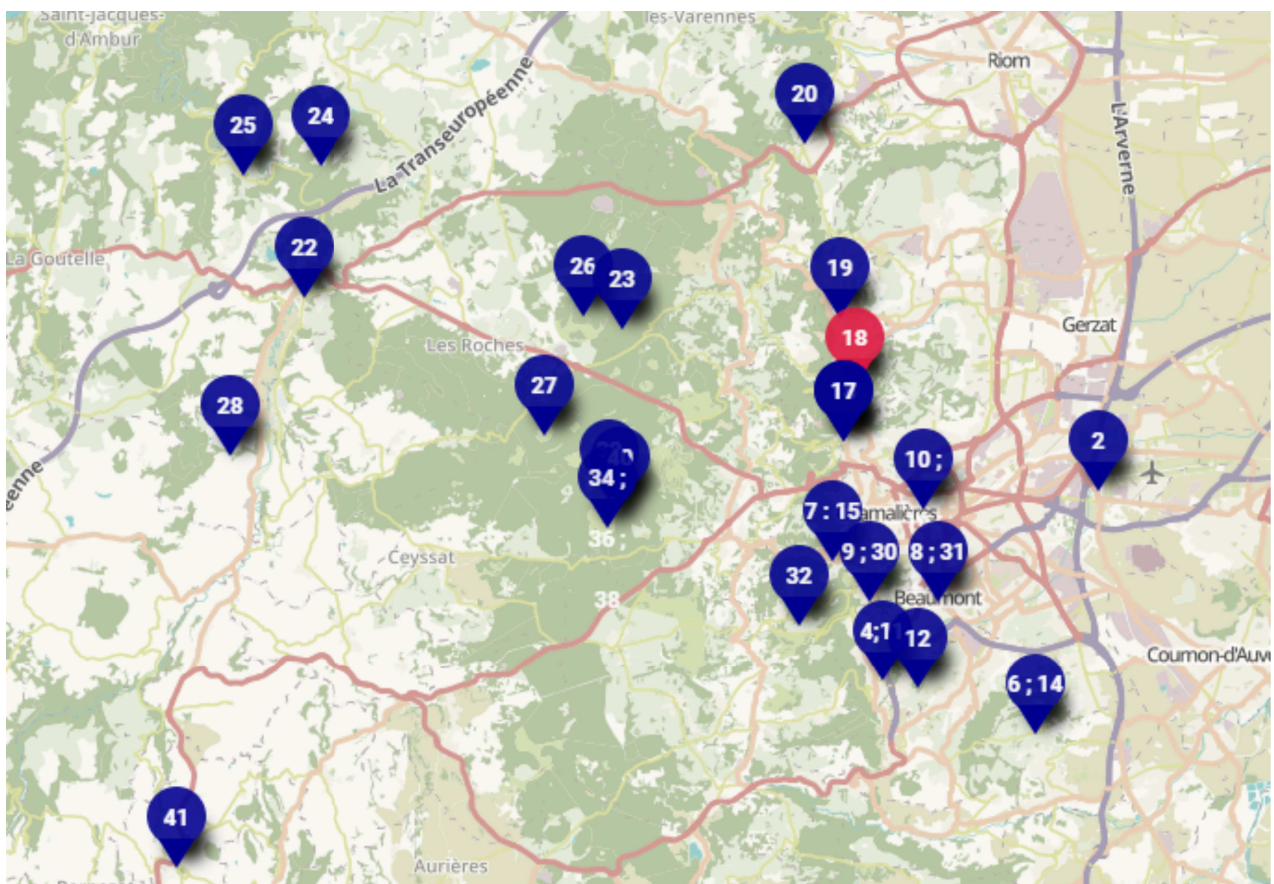 Saint-Jacques-
d'Ambur
les-Varennes
Riom
20
25
24
La Transeuropéenne
L'Arverne
22
La Goutelle
26
23
19
Gerzat
18
Les Roches
27
17
28
2
10 ;
34 ;
7 : 15
amalières
36 ;
9 ; 30
8 ; 31
Ceyssat
32
38
Beaumont
4;1
12
6 ; 14
Cournon-d'Auve
41
Aurières